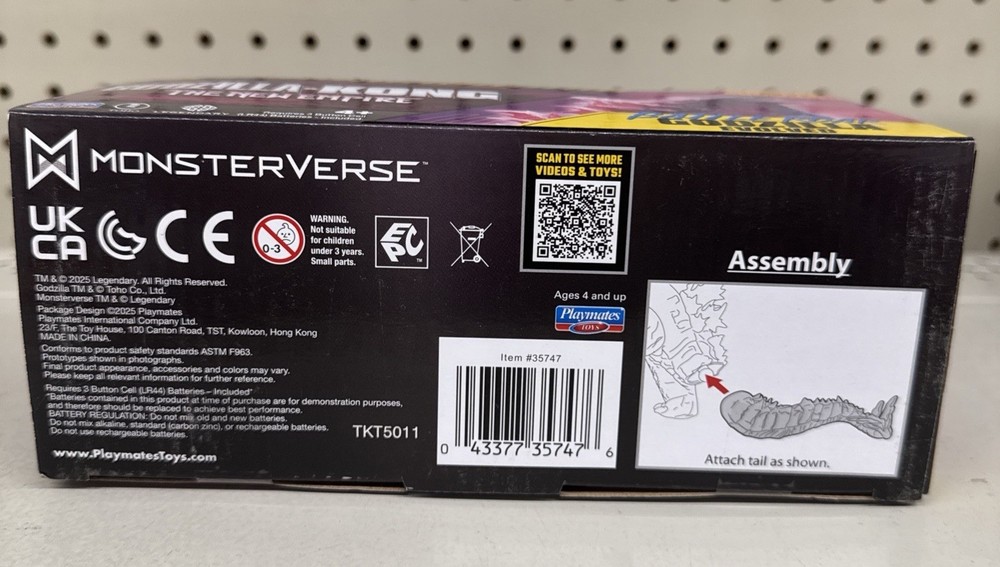 GODZILLA-KONG
THE NEW EMPIRE
MONSTERVERSE™
UK
CA
CE
0-3
WARNING.
Not suitable
for children
under 3 years.
Small parts.
EPC™
SCAN TO SEE MORE
VIDEOS & TOYS!
TM & © 2025 Legendary. All Rights Reserved.
Godzilla TM & © Toho Co., Ltd.
Monsterverse TM & © Legendary
Package Design ©2025 Playmates
Playmates International Company Ltd.
23/F, The Toy House, 100 Canton Road, TST, Kowloon, Hong Kong
MADE IN CHINA.
Conforms to product safety standards ASTM F963.
Prototypes shown in photographs.
Final product appearance, accessories and colors may vary.
Please keep all relevant information for further reference.
Requires 3 Button Cell (LR44) Batteries – Included*
*Batteries contained in this product at time of purchase are for demonstration purposes,
and therefore should be replaced to achieve best performance.
BATTERY REGULATION: Do not mix old and new batteries.
Do not mix alkaline, standard (carbon zinc), or rechargeable batteries.
Do not use rechargeable batteries.
www.PlaymatesToys.com
TKT5011
Ages 4 and up
Playmates
TOYS
Item #35747
0 43377 35747 6
Assembly
Attach tail as shown.